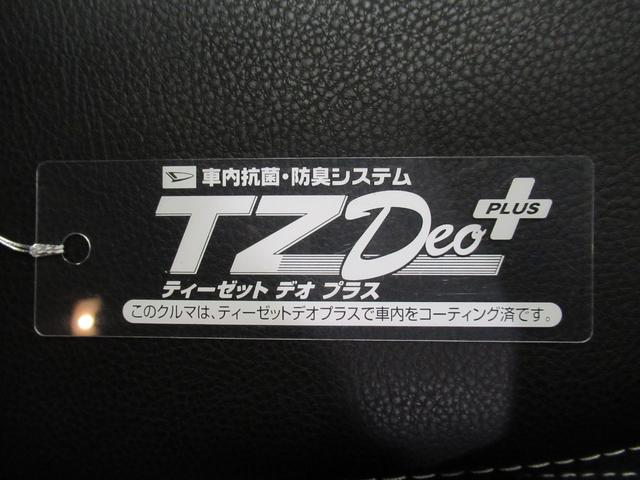 車内抗菌・防臭システム
TZ Deo PLUS
ティーゼット デオ プラス
このクルマは、ティーゼットデオプラスで車内をコーティング済です。